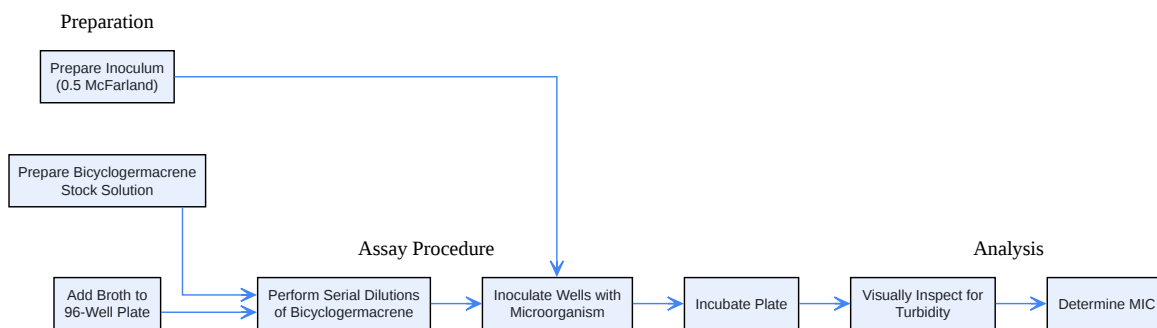 Preparation
Prepare Inoculum
(0.5 McFarland)
Prepare Bicyclogermacrene
Stock Solution
Assay Procedure
Analysis
Add Broth to
96-Well Plate
Perform Serial Dilutions
of Bicyclogermacrene
Inoculate Wells with
Microorganism
Incubate Plate
Visually Inspect for
Turbidity
Determine MIC